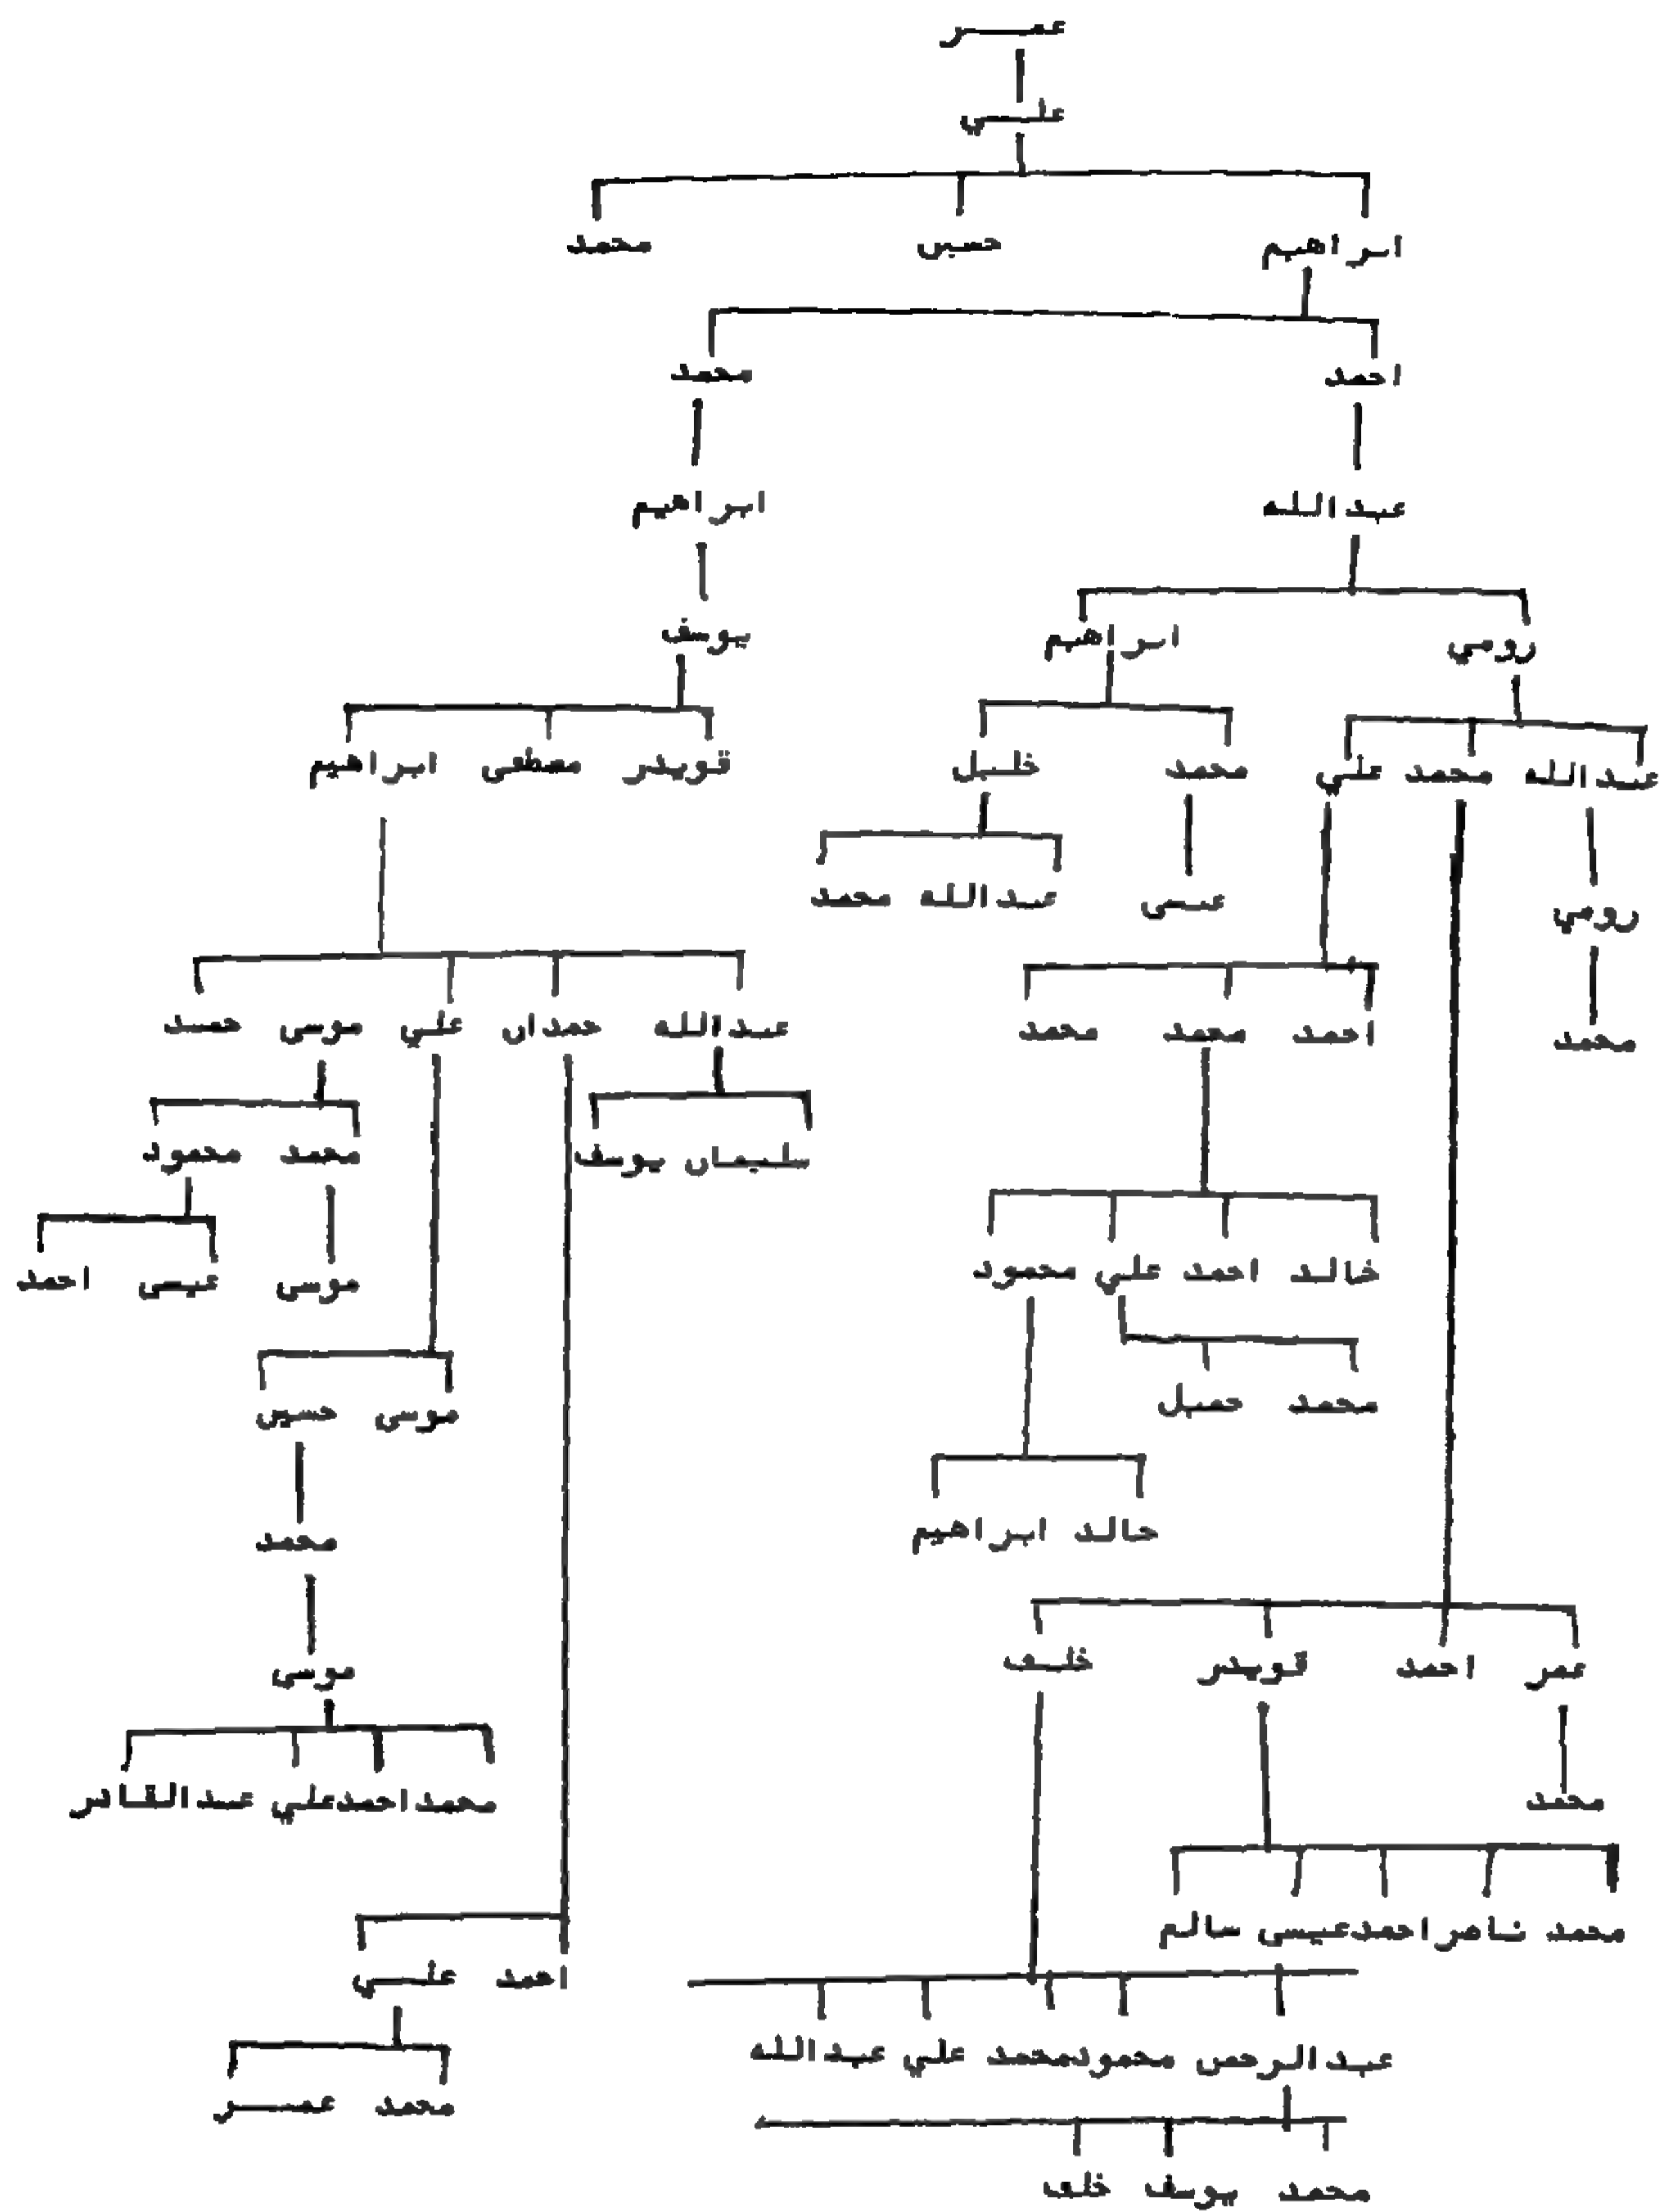 عمر
علي
ابراهيم حسين محمد
احمد محمد
عبدالله ابراهيم
رومي ابراهيم يوسف
عبدالله محمد علي محمد خليل قويدر مصطفى ابراهيم
رومي عيسى عبدالله محمد
محمد احمد محمد محمد عبدالله حمدان علي موسى حمد
سليمان يوسف محمد محمود
خالد احمد علي محمود موسى عيسى احمد
محمد جميل موسى حسين
خالد ابراهيم محمد
عمر احمد قويدر خلف موسى
محمد محمد احمد علي عبدالقادر
محمد ناصر احمد عيسى سالم
احمد علي
عبدالرحمن محمود محمد علي عبدالله
محمد عمر
محمد يوسف خلف